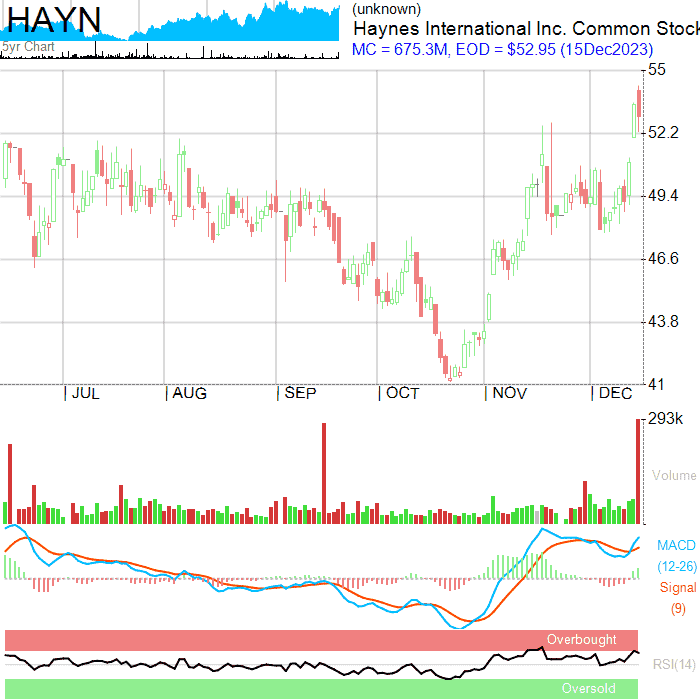 HAYN
5yr Chart
(unknown)
Haynes International Inc. Common Stock
MC = 675.3M, EOD = $52.95 (15Dec2023)
55
52.2
49.4
46.6
43.8
41
| JUL | AUG | SEP | OCT | NOV | DEC
293k
Volume
MACD
(12-26)
Signal
(9)
Overbought
RSI(14)
Oversold